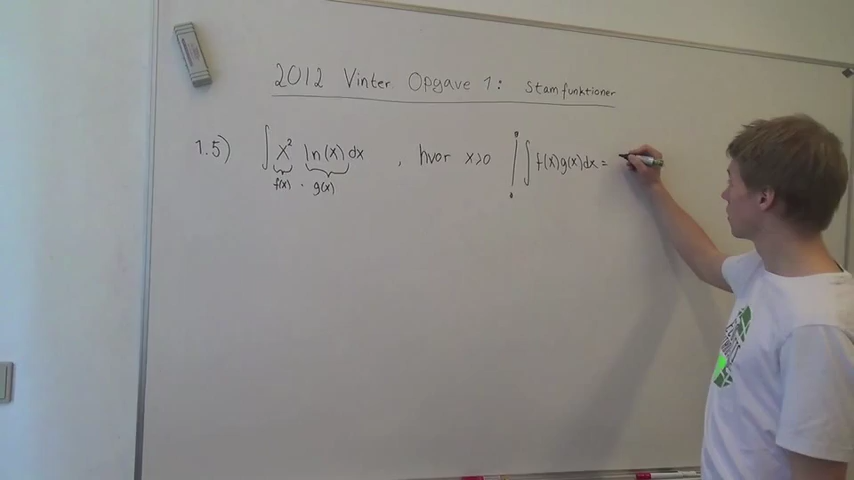 2012 Vinter Opgave 1: Stamfunktioner
1.5) ∫ x² ln(x) dx , hvor x>0 ∫ f(x)g(x)dx =
f(x) · g(x)